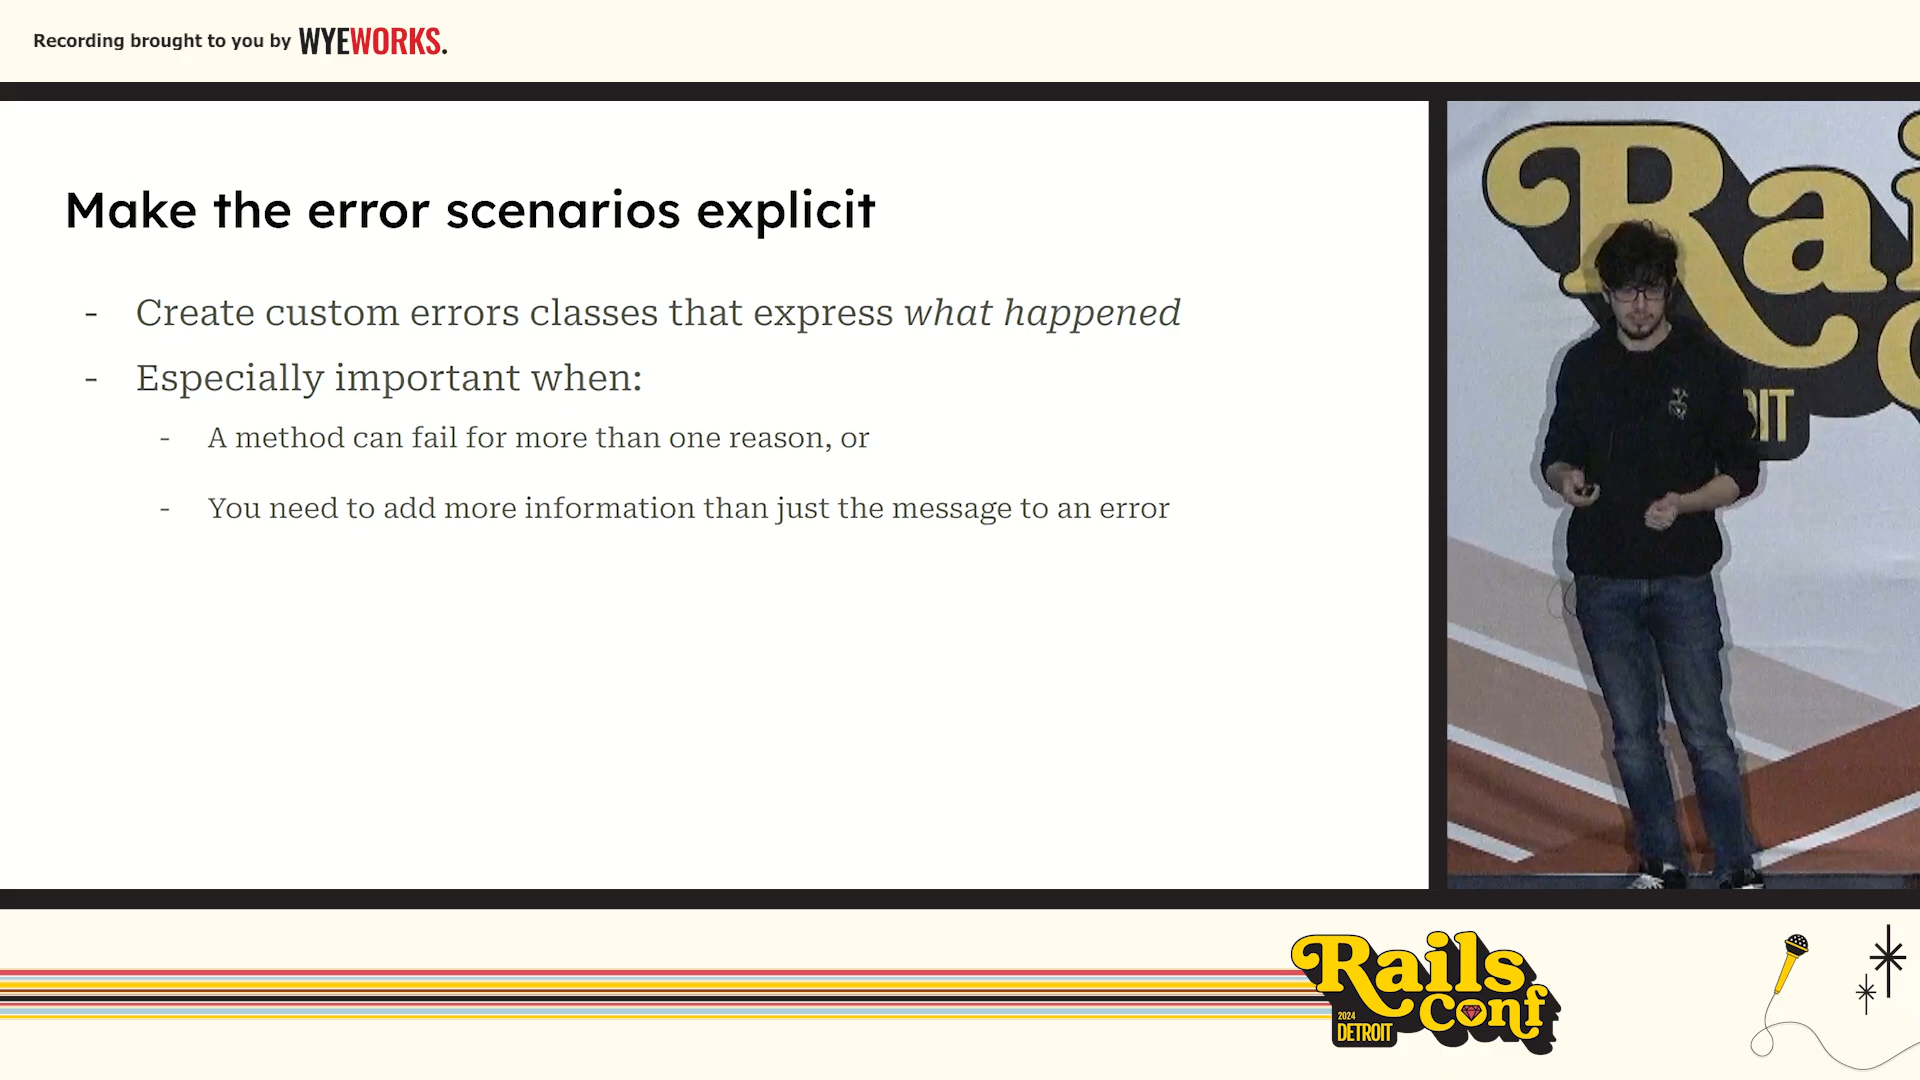 Recording brought to you by WYEWORKS.
Make the error scenarios explicit
- Create custom errors classes that express what happened
- Especially important when:
- A method can fail for more than one reason, or
- You need to add more information than just the message to an error
Rai
C
OIT
Rails
Conf
2024
DETROIT